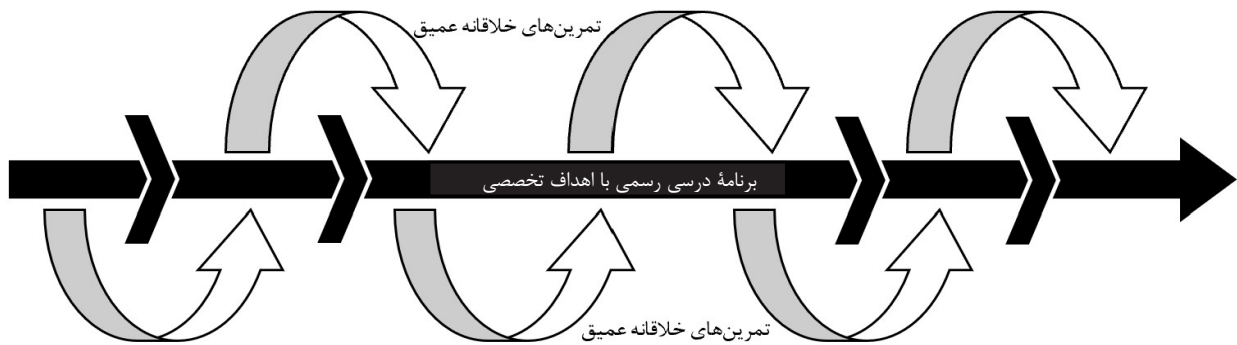 تمرین‌های خلاقانه عمیق
برنامهٔ درسی رسمی با اهداف تخصصی
تمرین‌های خلاقانه عمیق